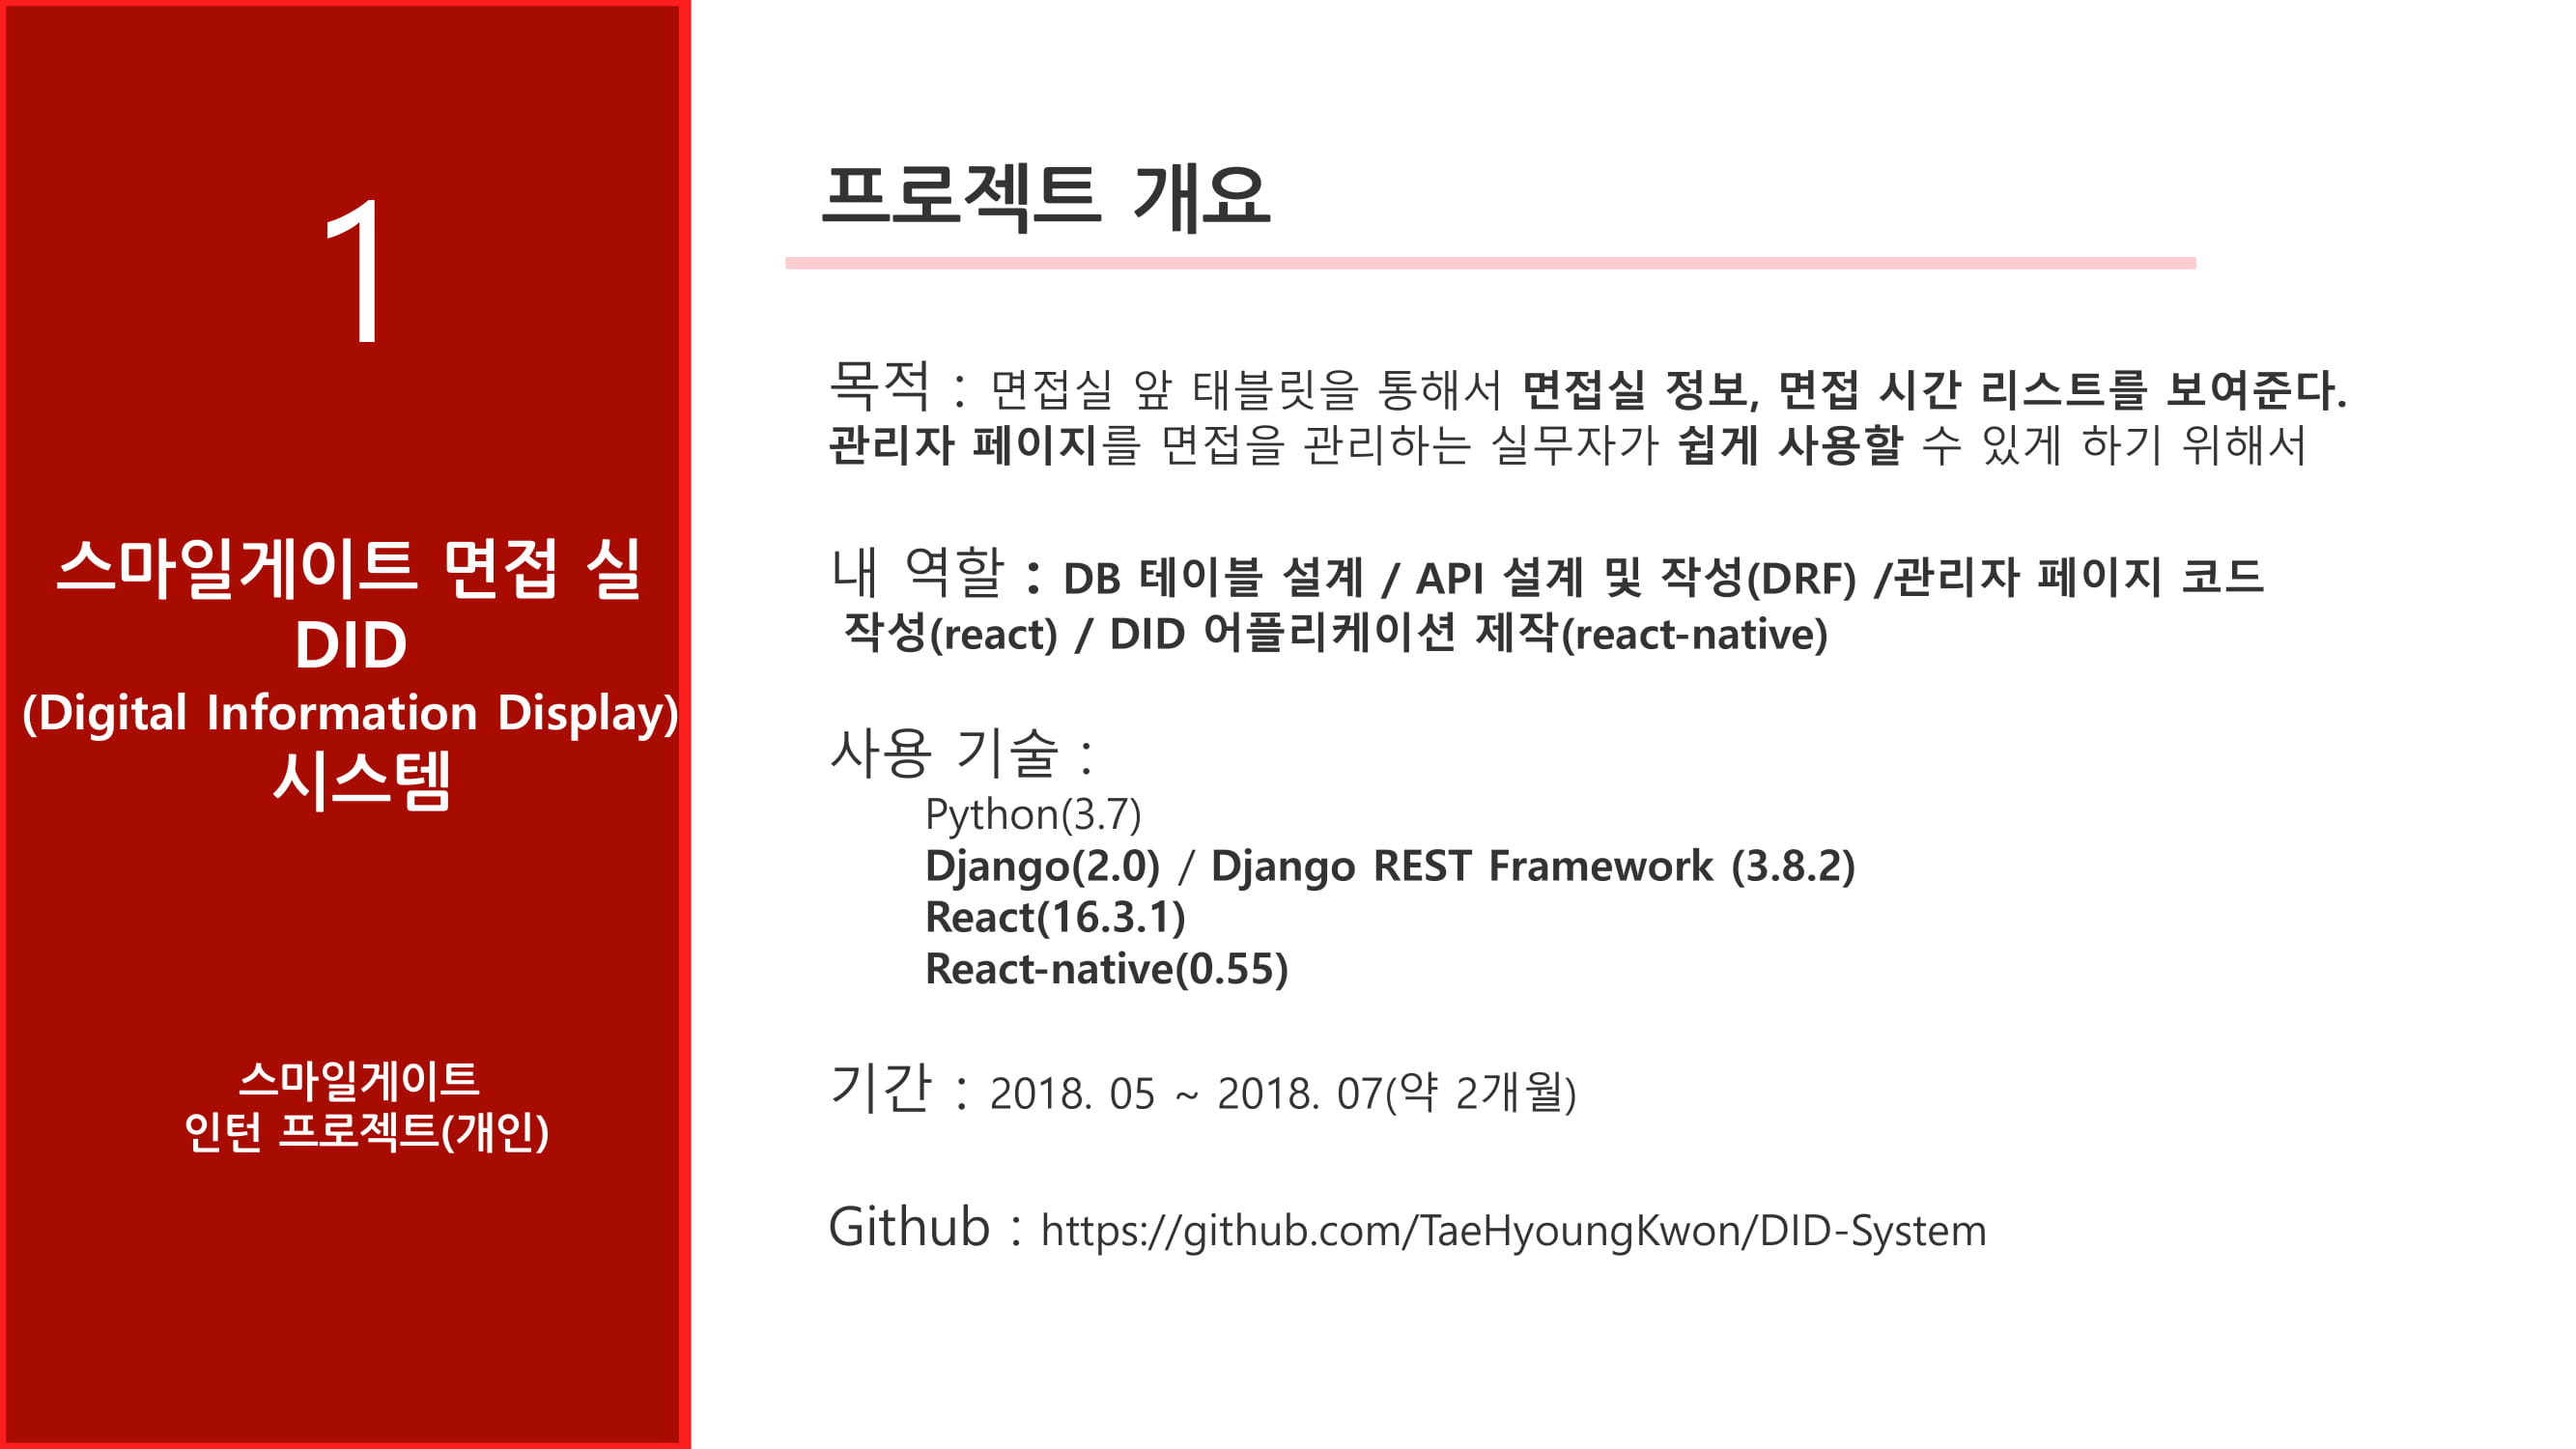 1
스마일게이트 면접 실
DID
(Digital Information Display)
시스템
스마일게이트
인턴 프로젝트(개인)
프로젝트 개요
목적 : 면접실 앞 태블릿을 통해서 면접실 정보, 면접 시간 리스트를 보여준다.
관리자 페이지를 면접을 관리하는 실무자가 쉽게 사용할 수 있게 하기 위해서
내 역할 : DB 테이블 설계 / API 설계 및 작성(DRF) /관리자 페이지 코드
작성(react) / DID 어플리케이션 제작(react-native)
사용 기술 :
Python(3.7)
Django(2.0) / Django REST Framework (3.8.2)
React(16.3.1)
React-native(0.55)
기간 : 2018. 05 ~ 2018. 07(약 2개월)
Github : https://github.com/TaeHyoungKwon/DID-System